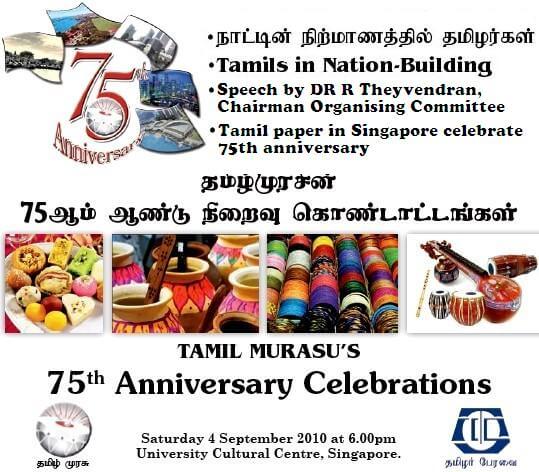 75th
Anniversary
•நாட்டின் நிர்மாணத்தில் தமிழர்கள்
•Tamils in Nation-Building
•Speech by DR R Theyvendran,
Chairman Organising Committee
•Tamil paper in Singapore celebrate
75th anniversary
தமிழ்முரசின்
75ஆம் ஆண்டு நிறைவு கொண்டாட்டங்கள்
TAMIL MURASU'S
75th Anniversary Celebrations
தமிழ் முரசு
Saturday 4 September 2010 at 6.00pm
University Cultural Centre, Singapore.
தமிழர் பேரவை